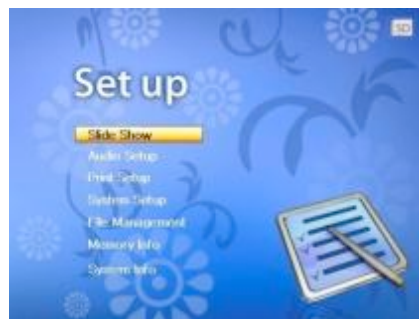 SD
Set up
Slide Show
Audio Setup
Print Setup
System Setup
File Management
Memory Info
System Info